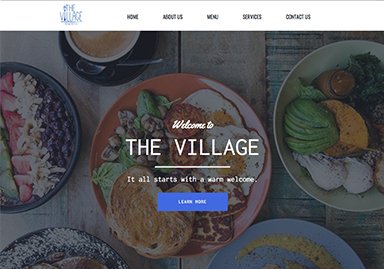 THE
VILLAGE
HOME ABOUT US MENU SERVICES CONTACT US
Welcome to
THE VILLAGE
It all starts with a warm welcome.
LEARN MORE